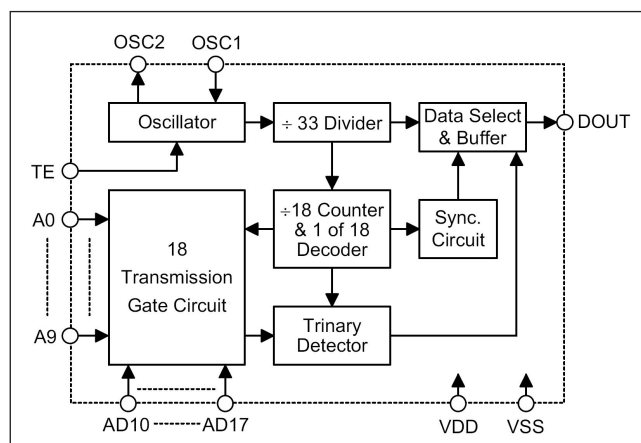 OSC2 OSC1
Oscillator
÷ 33 Divider
Data Select
& Buffer
DOUT
TE
A0
18
Transmission
Gate Circuit
÷18 Counter
& 1 of 18
Decoder
Sync.
Circuit
A9
Trinary
Detector
AD10 AD17
VDD VSS